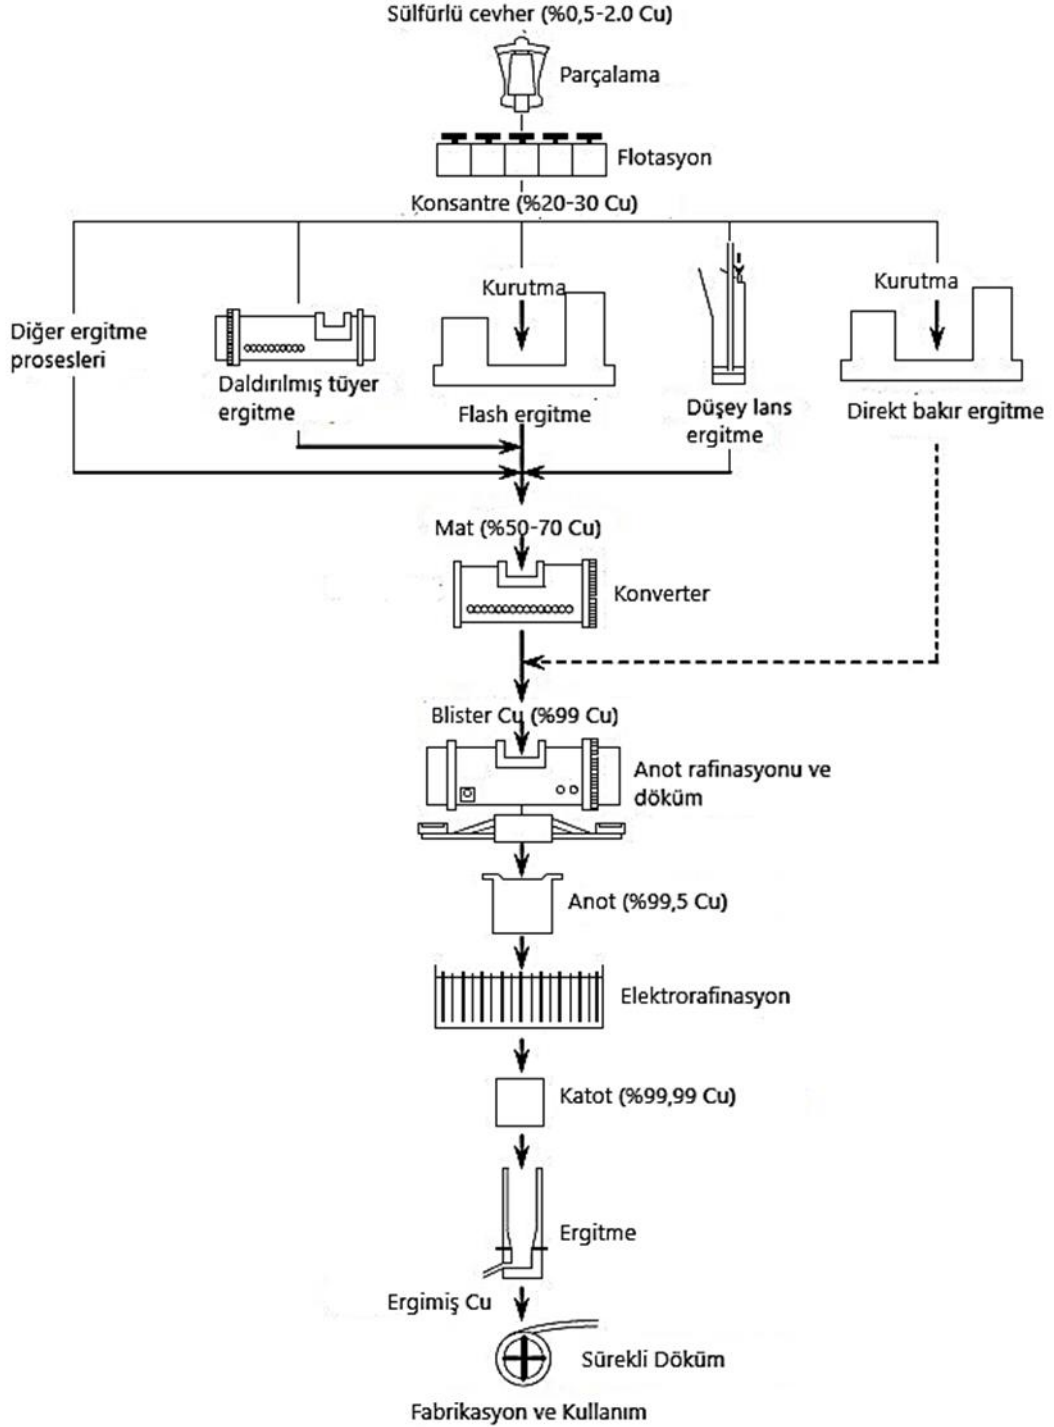 Sülfürlü cevher (%0,5-2.0 Cu)
Parçalama
Flotasyon
Konsantre (%20-30 Cu)
Kurutma
Kurutma
Diğer ergitme
prosesleri
Daldırılmış tüyer
ergitme
Flash ergitme
Düşey lans
ergitme
Direkt bakır ergitme
Mat (%50-70 Cu)
Konverter
Blister Cu (%99 Cu)
Anot rafinasyonu ve
döküm
Anot (%99,5 Cu)
Elektrorafinasyon
Katot (%99,99 Cu)
Ergitme
Ergimiş Cu
Sürekli Döküm
Fabrikasyon ve Kullanım